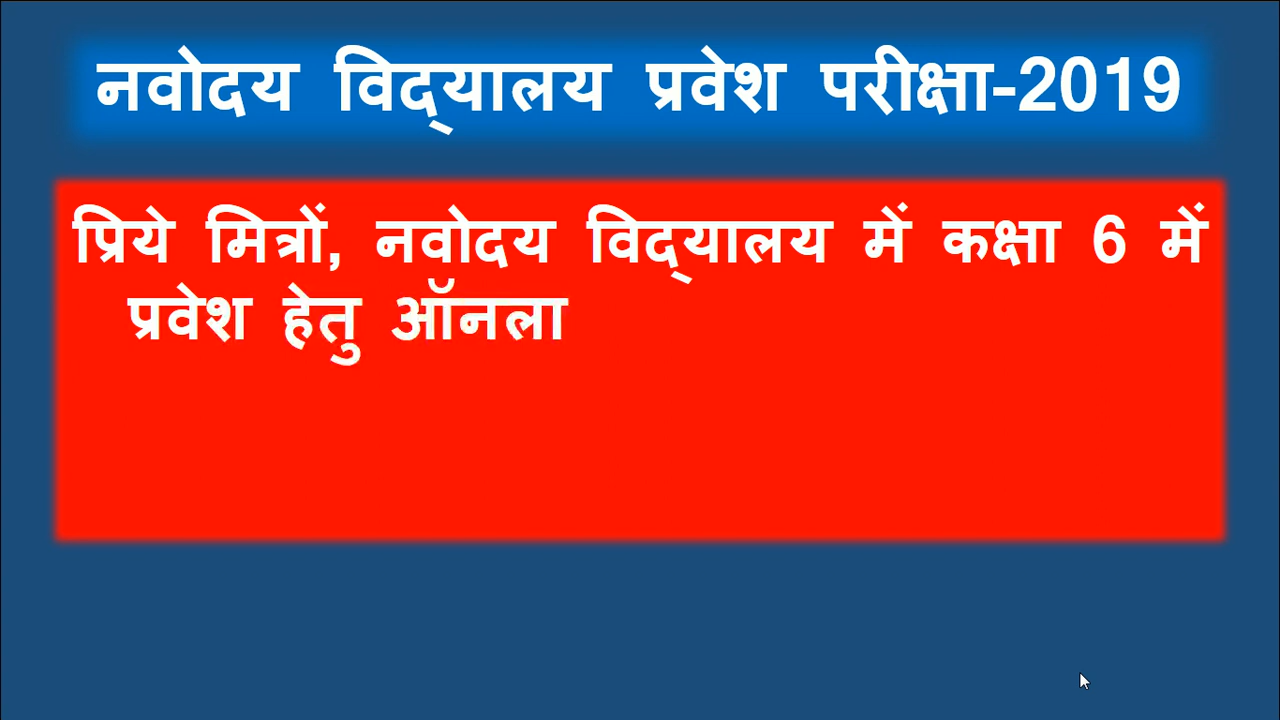 नवोदय विद्‌यालय प्रवेश परीक्षा-2019
प्रिये मित्रों, नवोदय विद्‌यालय में कक्षा 6 में
प्रवेश हेतु ऑनला